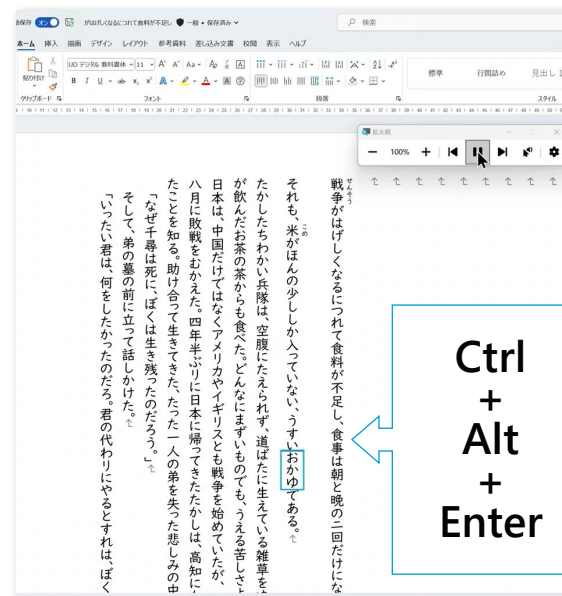 オン
がはげしくなるにつれて食料が不足し
一般・保存済み
検索
ホーム 挿入 描画 デザイン レイアウト 参考資料 差し込み文書 校閲 表示 ヘルプ
貼り付け
UD デジタル 教科書体 11
標準 行間詰め 見出し 1
クリップボード フォント 段落 スタイル
拡大鏡
100%
せんそう
戦争がはげしくなるにつれて食料が不足し、食事は朝と晩の二回だけにな
こめ
それも、米がほんの少ししか入っていない、うすいおかゆである。
たかしたちわかい兵隊は、空腹にたえられず、道ばたに生えている雑草を
が飲んだお茶の茶からも食べた。どんなにまずいものでも、うえる苦しさよ
日本は、中国だけではなくアメリカやイギリスとも戦争を始めていたが、
八月に敗戦をむかえた。四年半ぶりに日本に帰ってきたたかしは、高知に
たことを知る。助け合って生きてきた、たった一人の弟を失った悲しみの中
「なぜ千尋は死に、ぼくは生き残ったのだろう。」
そして、弟の墓の前に立って話しかけた。
「いったい君は、何をしたかったのだろ。君の代わりにやるとすれは、ぼく
Ctrl
+
Alt
+
Enter